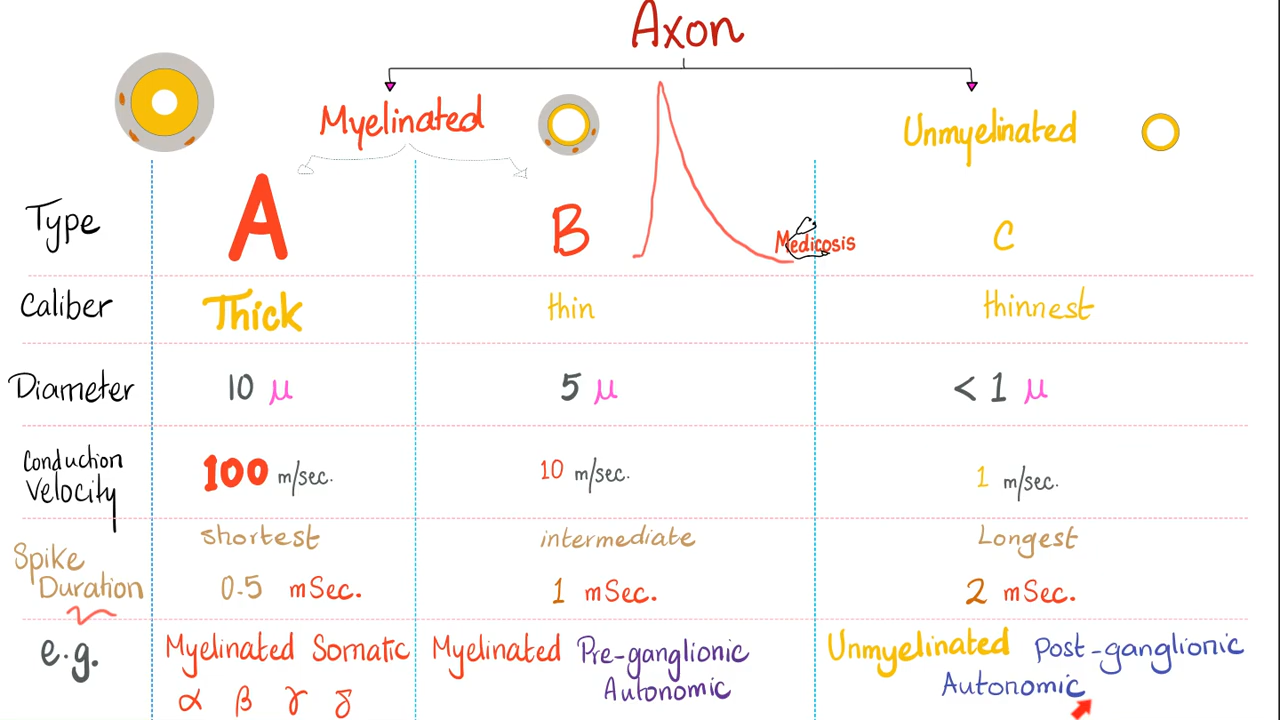 Axon
Myelinated
Unmyelinated
Type A B C
Medicosis
Caliber Thick thin thinnest
Diameter 10 μ 5 μ < 1 μ
Conduction
Velocity 100 m/sec. 10 m/sec. 1 m/sec.
shortest intermediate Longest
Spike
Duration 0.5 mSec. 1 mSec. 2 mSec.
e.g. Myelinated Somatic Myelinated Pre-ganglionic Unmyelinated Post-ganglionic
α β γ δ Autonomic Autonomic